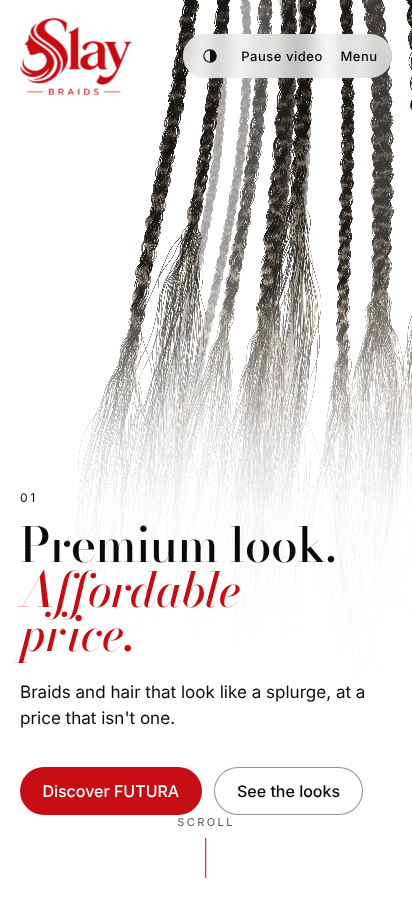 Slay
BRAIDS
Pause video
Menu
01
Premium look.
Affordable
price.
Braids and hair that look like a splurge, at a
price that isn't one.
Discover FUTURA
See the looks
SCROLL